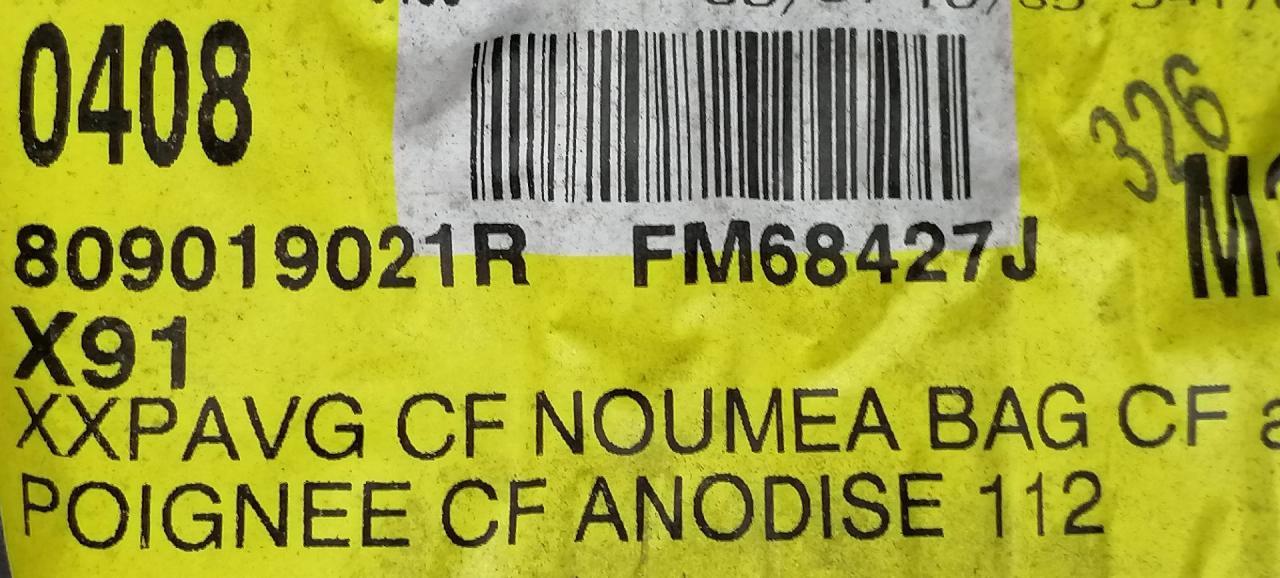 0408
326
809019021R FM68427J
X91
XXPAVG CF NOUMEA BAG CF
POIGNEE CF ANODISE 112